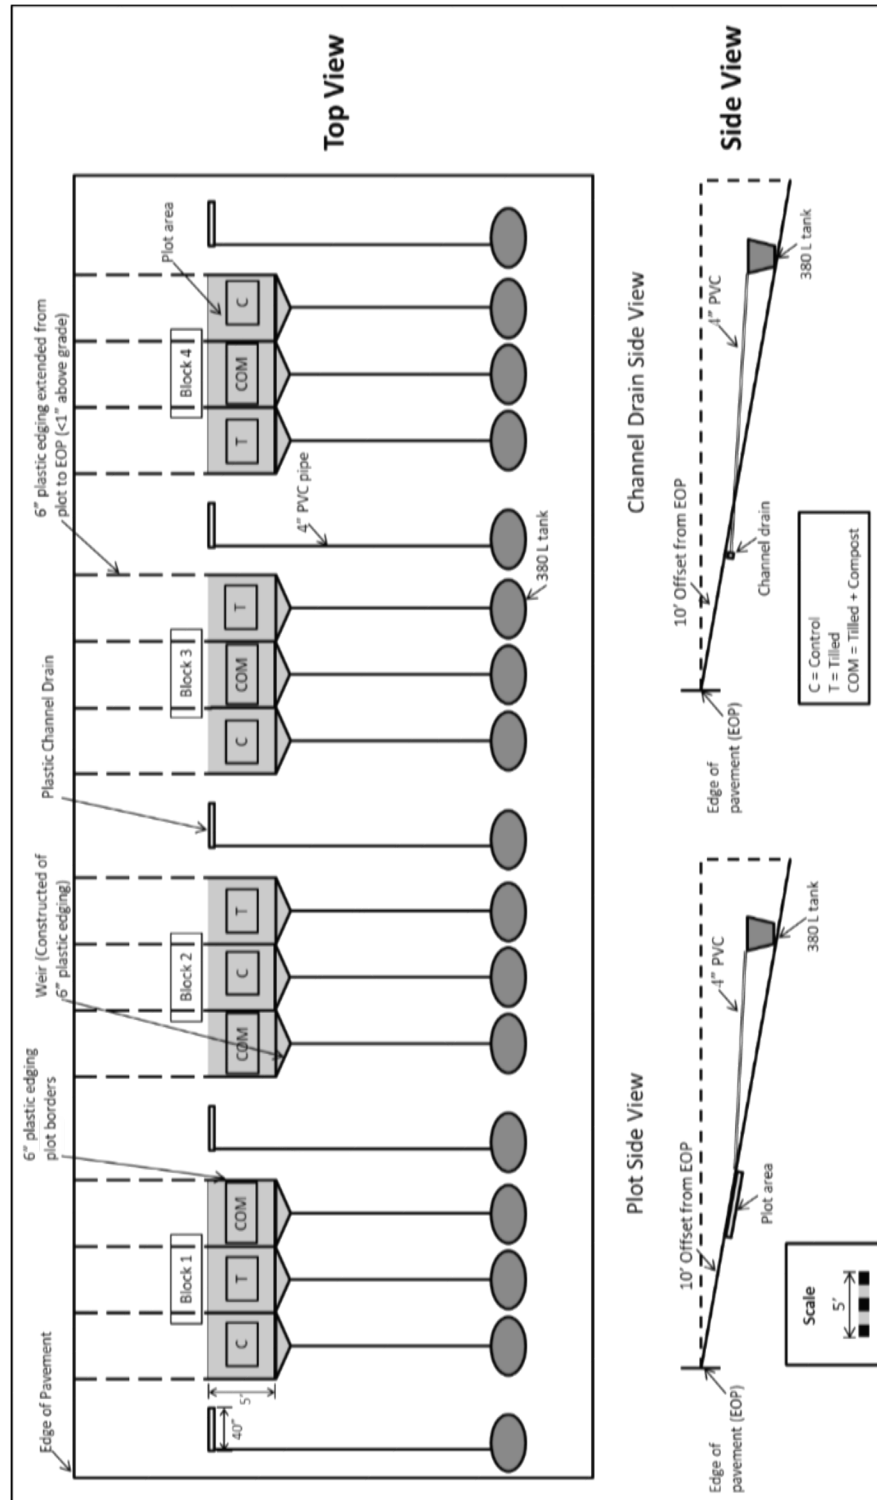 Top View
Edge of Pavement
6" plastic edging
plot borders
Weir (Constructed of
6" plastic edging)
Plastic Channel Drain
6" plastic edging extended from
plot to EOP (<1" above grade)
Plot area
Block 1
Block 2
Block 3
Block 4
C
T
COM
COM
C
T
C
COM
T
T
COM
C
40"
5'
4" PVC pipe
380 L tank
Side View
Plot Side View
10' Offset from EOP
4" PVC
Edge of
pavement (EOP)
Plot area
380 L tank
Scale
5'
Channel Drain Side View
10' Offset from EOP
4" PVC
Edge of
pavement (EOP)
Channel drain
380 L tank
C = Control
T = Tilled
COM = Tilled + Compost